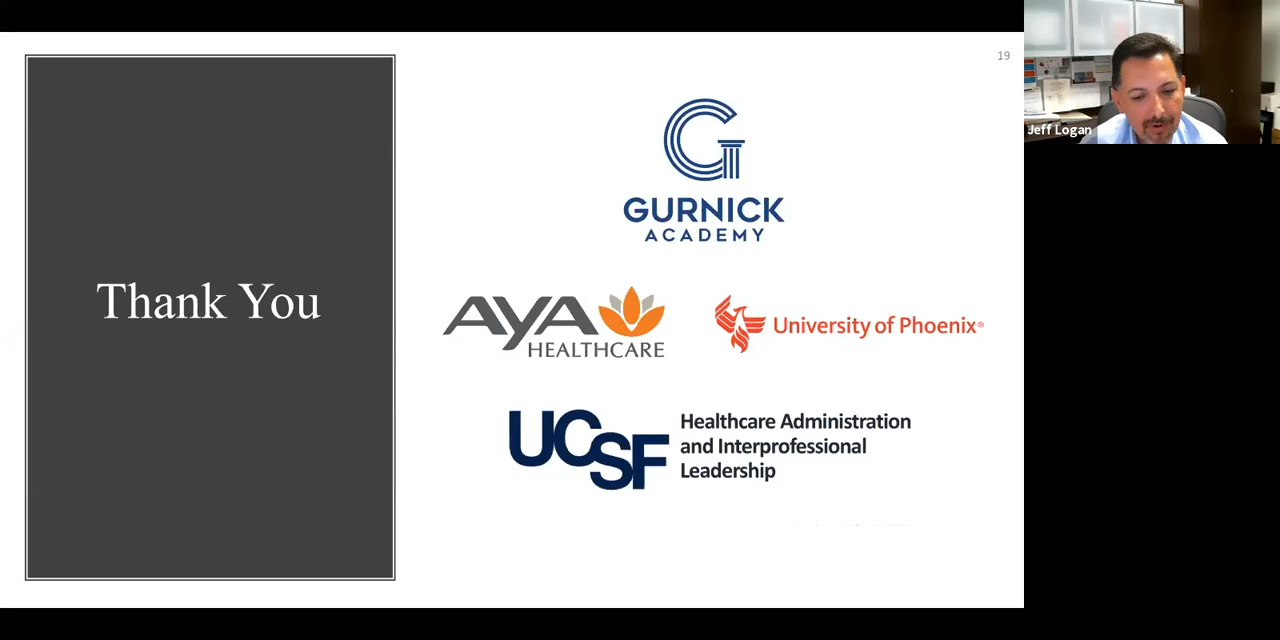 19
Thank You
GURNICK
ACADEMY
AYA
HEALTHCARE
University of Phoenix®
UCSF
Healthcare Administration
and Interprofessional
Leadership
Jeff Logan